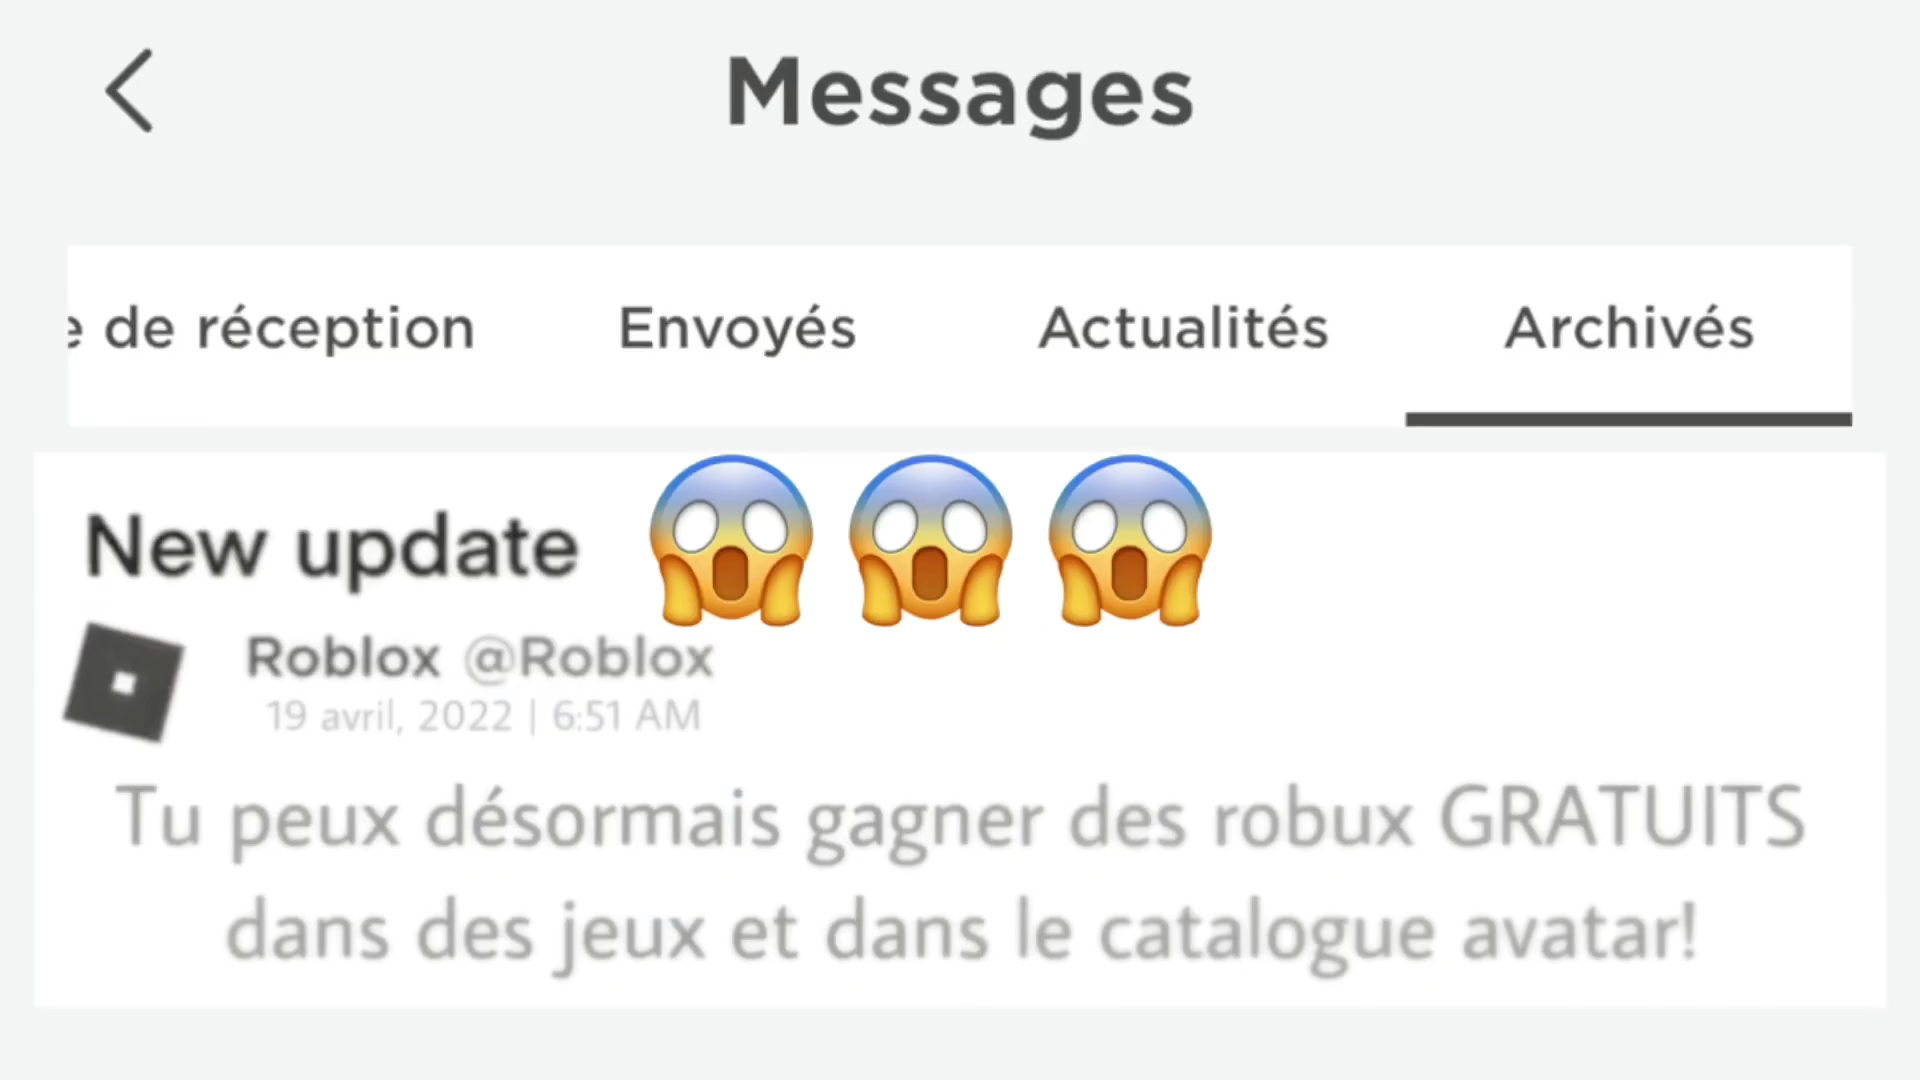 Messages
e de réception Envoyés Actualités Archivés
New update 😱😱😱
Roblox @Roblox
19 avril, 2022 | 6:51 AM
Tu peux désormais gagner des robux GRATUITS
dans des jeux et dans le catalogue avatar!